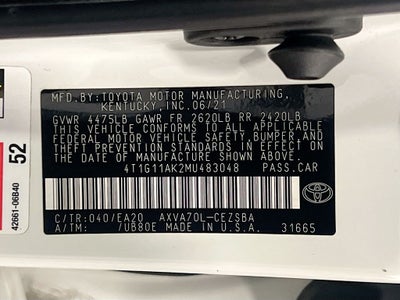 MFD.BY:TOYOTA MOTOR MANUFACTURING,
KENTUCKY,INC.06/21
GVWR 4475LB GAWR FR 2620LB RR 2420LB
THIS VEHICLE CONFORMS TO ALL APPLICABLE
FEDERAL MOTOR VEHICLE SAFETY,BUMPER,AND
THEFT PREVENTION STANDARDS IN EFFECT ON
THE DATE OF MANUFACTURE SHOWN ABOVE.
4T1G11AK2MU483048 PASS.CAR
C/TR:040/EA20 AXVA70L-CEZSBA
A/TM: /UB80E MADE IN U.S.A. 31665
42661-06B40
52